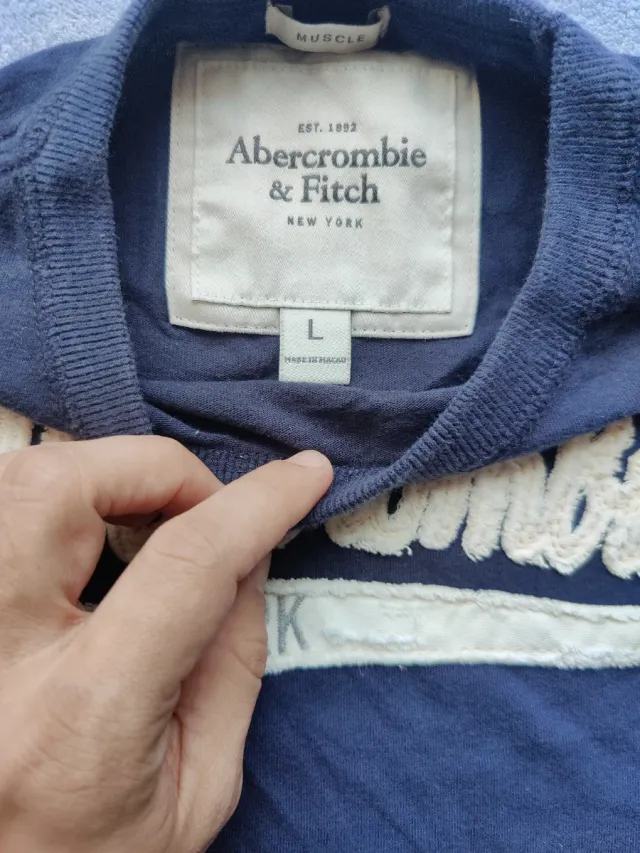 MUSCLE
EST. 1892
Abercrombie
& Fitch
NEW YORK
L
MADE IN MACAU
K